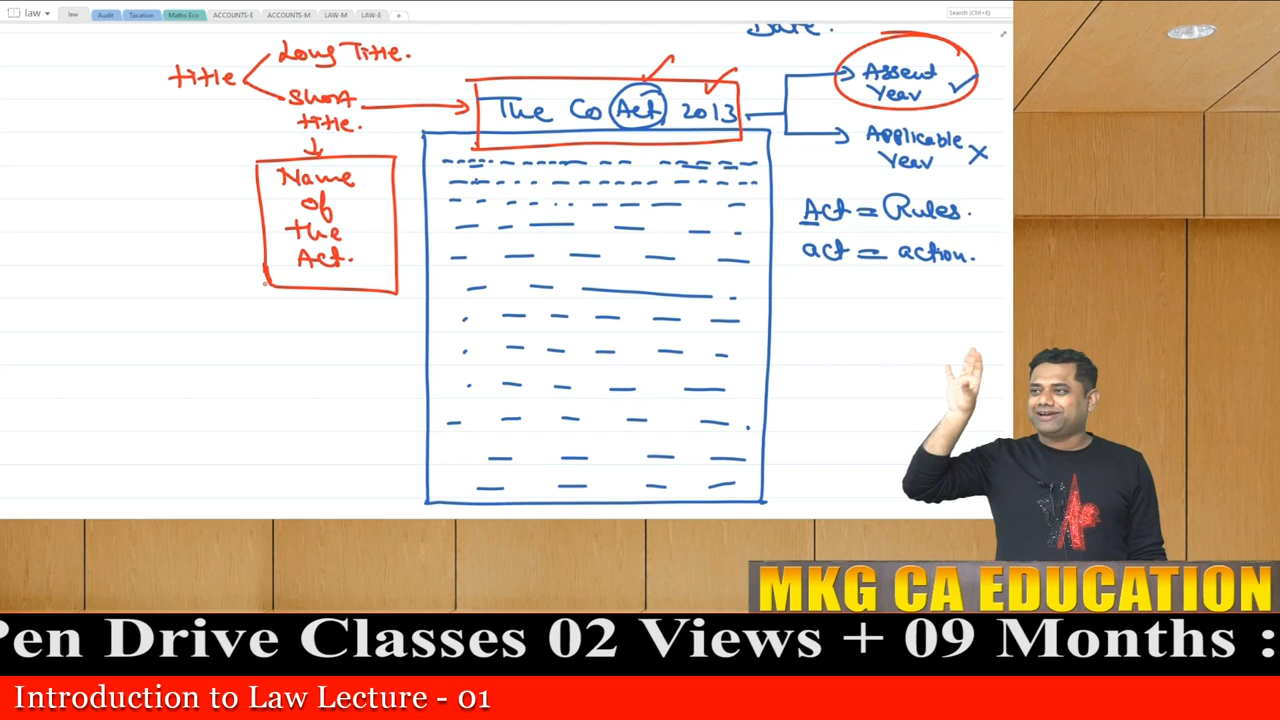 law
law
Audit
Taxation
Maths Eco
ACCOUNTS-E
ACCOUNTS-M
LAW-M
LAW-E
+
Search (Ctrl+E)
Date.
Title
Long Title.
Short
title.
Name
of
the
Act.
The Co Act 2013
Assent
Year
Applicable
Year
Act = Rules.
act = action.
MKG CA EDUCATION
Pen Drive Classes 02 Views + 09 Months :
Introduction to Law Lecture - 01